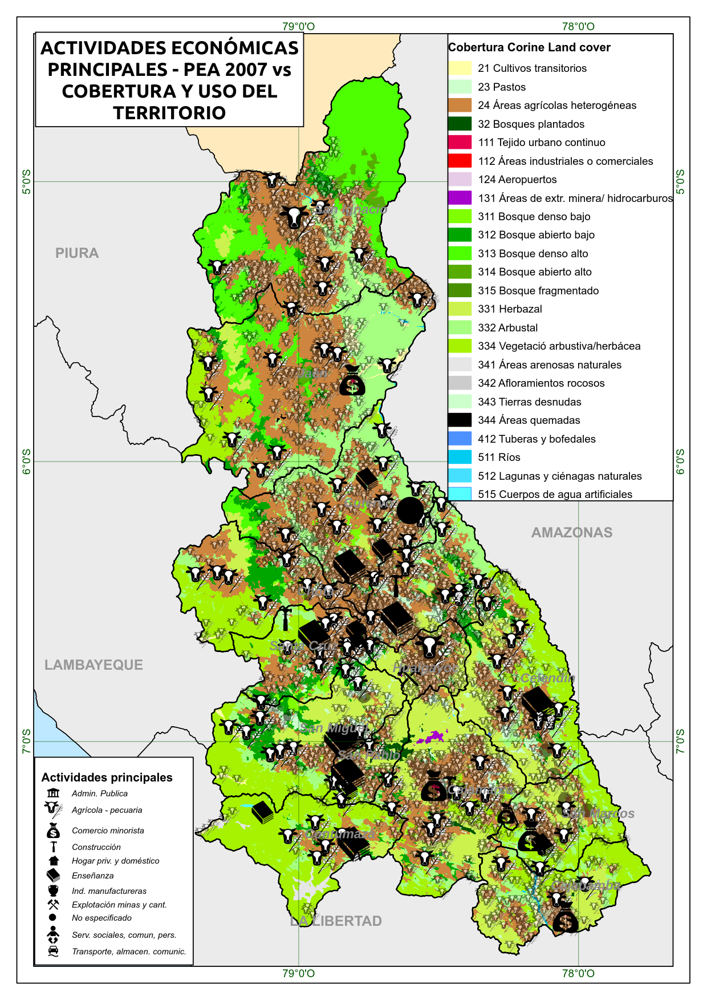 79°0'O
78°0'O
ACTIVIDADES ECONÓMICAS
PRINCIPALES - PEA 2007 vs
COBERTURA Y USO DEL
TERRITORIO
Cobertura Corine Land cover
21 Cultivos transitorios
23 Pastos
24 Áreas agrícolas heterogéneas
32 Bosques plantados
111 Tejido urbano continuo
112 Áreas industriales o comerciales
124 Aeropuertos
131 Áreas de extr. minera/ hidrocarburos
311 Bosque denso bajo
312 Bosque abierto bajo
313 Bosque denso alto
314 Bosque abierto alto
315 Bosque fragmentado
331 Herbazal
332 Arbustal
334 Vegetació arbustiva/herbácea
341 Áreas arenosas naturales
342 Afloramientos rocosos
343 Tierras desnudas
344 Áreas quemadas
412 Tuberas y bofedales
511 Ríos
512 Lagunas y ciénagas naturales
515 Cuerpos de agua artificiales
5°0'S
5°0'S
San Ignacio
PIURA
Jaén
6°0'S
6°0'S
Cutervo
AMAZONAS
Chota
Santa Cruz
LAMBAYEQUE
Hualgayoc
Celendín
San Miguel
7°0'S
7°0'S
San Pablo
Cajamarca
San Marcos
Contumazá
Cajabamba
LA LIBERTAD
Actividades principales
Admin. Publica
Agrícola - pecuaria
Comercio minorista
Construcción
Hogar priv. y doméstico
Enseñanza
Ind. manufactureras
Explotación minas y cant.
No especificado
Serv. sociales, comun, pers.
Transporte, almacen. comunic.
79°0'O
78°0'O